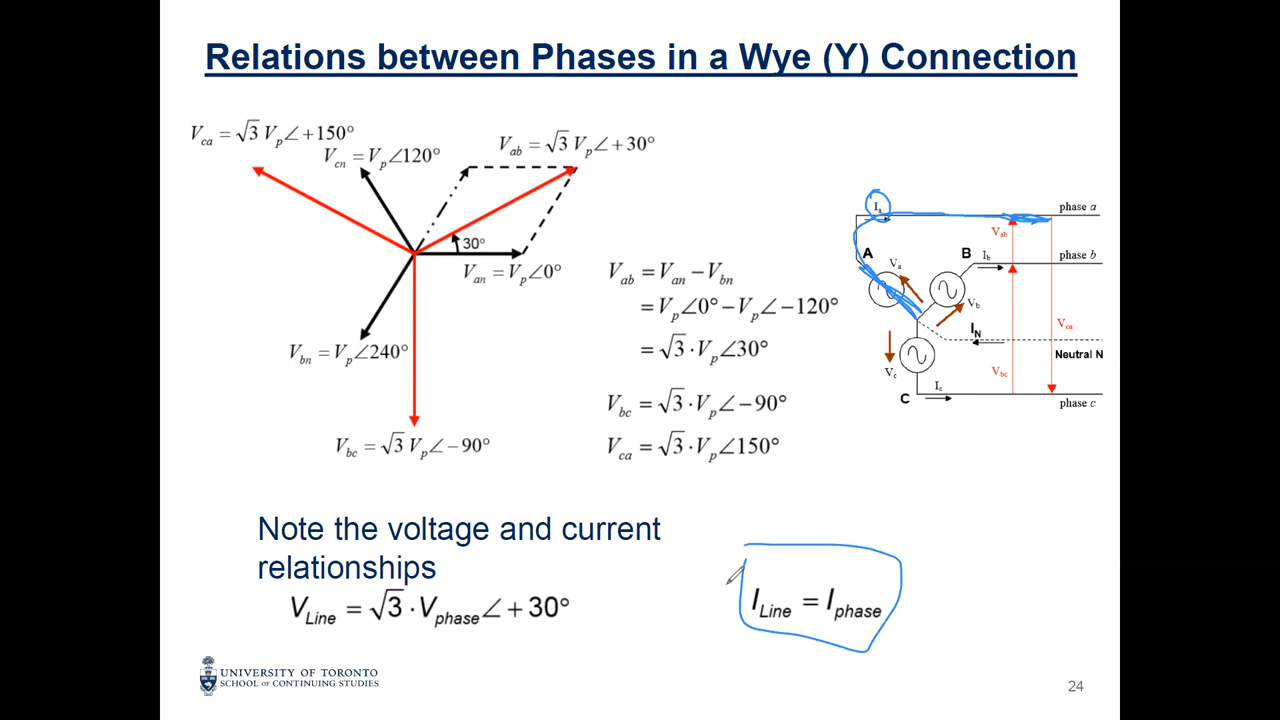 Relations between Phases in a Wye (Y) Connection
V_ca = √3 V_p∠+150°
V_cn = V_p∠120°
V_ab = √3 V_p∠+30°
30°
V_an = V_p∠0°
V_bn = V_p∠240°
V_bc = √3 V_p∠−90°
V_ab = V_an − V_bn
= V_p∠0° − V_p∠−120°
= √3 · V_p∠30°
V_bc = √3 · V_p∠−90°
V_ca = √3 · V_p∠150°
I_a
phase a
V_ab
A
V_a
B
I_b
phase b
V_b
V_ca
I_N
Neutral N
V_c
V_bc
C
I_c
phase c
Note the voltage and current
relationships
V_Line = √3 · V_phase∠+30°
I_Line = I_phase
UNIVERSITY OF TORONTO
SCHOOL OF CONTINUING STUDIES
24